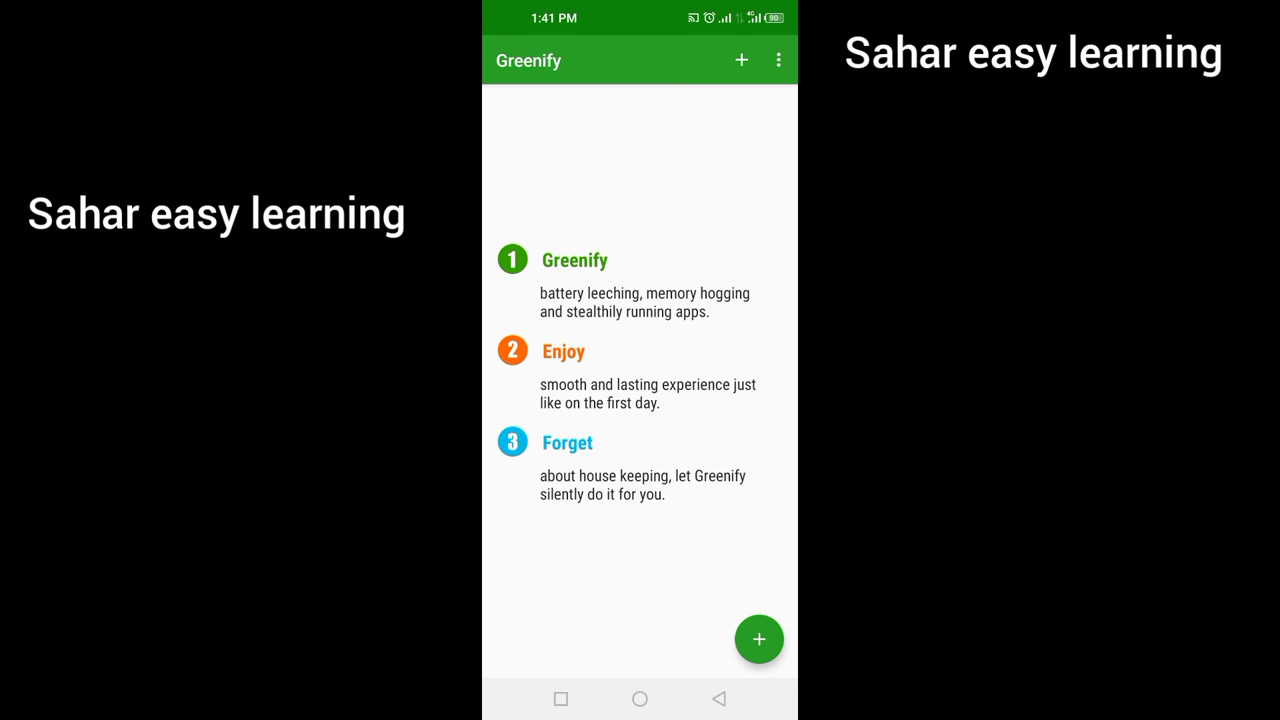 Sahar easy learning
1:41 PM
4G
90
Greenify
1 Greenify
battery leeching, memory hogging
and stealthily running apps.
2 Enjoy
smooth and lasting experience just
like on the first day.
3 Forget
about house keeping, let Greenify
silently do it for you.
Sahar easy learning